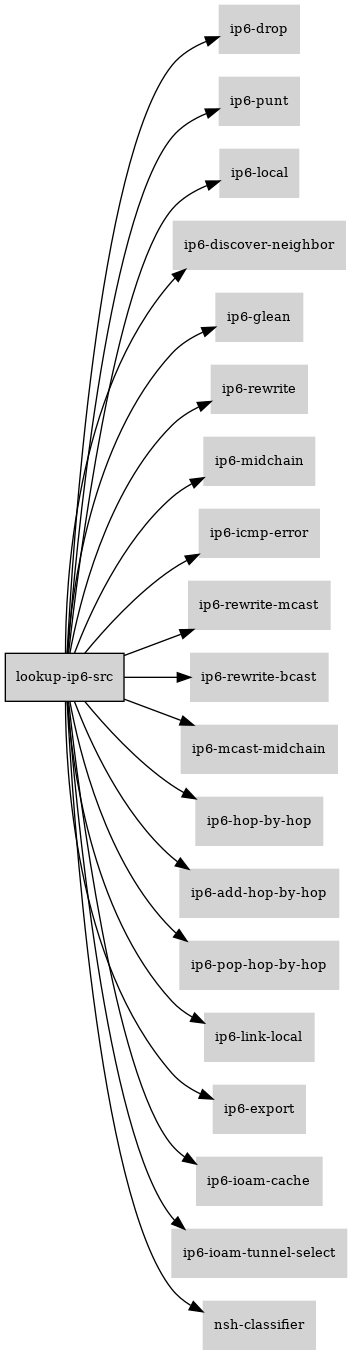 ip6-drop
ip6-punt
ip6-local
ip6-discover-neighbor
ip6-glean
ip6-rewrite
ip6-midchain
ip6-icmp-error
ip6-rewrite-mcast
lookup-ip6-src
ip6-rewrite-bcast
ip6-mcast-midchain
ip6-hop-by-hop
ip6-add-hop-by-hop
ip6-pop-hop-by-hop
ip6-link-local
ip6-export
ip6-ioam-cache
ip6-ioam-tunnel-select
nsh-classifier